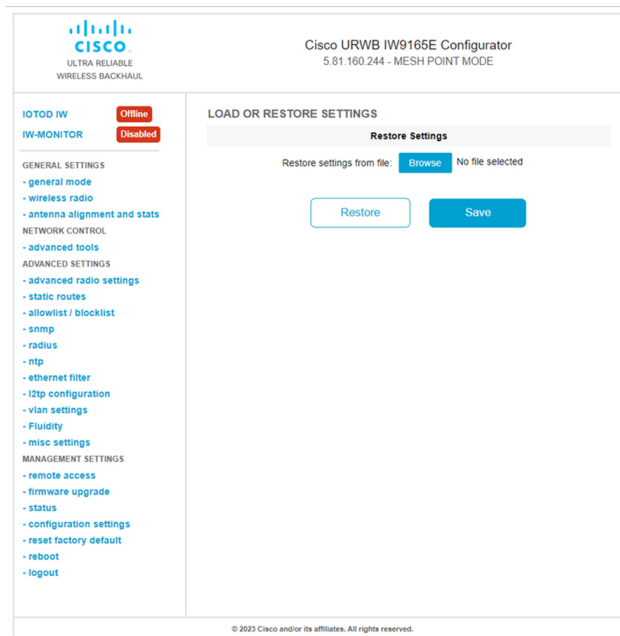 CISCO
ULTRA RELIABLE
WIRELESS BACKHAUL
Cisco URWB IW9165E Configurator
5.81.160.244 - MESH POINT MODE
IOTOD IW Offline
IW-MONITOR Disabled
GENERAL SETTINGS
- general mode
- wireless radio
- antenna alignment and stats
NETWORK CONTROL
- advanced tools
ADVANCED SETTINGS
- advanced radio settings
- static routes
- allowlist / blocklist
- snmp
- radius
- ntp
- ethernet filter
- l2tp configuration
- vlan settings
- Fluidity
- misc settings
MANAGEMENT SETTINGS
- remote access
- firmware upgrade
- status
- configuration settings
- reset factory default
- reboot
- logout
LOAD OR RESTORE SETTINGS
Restore Settings
Restore settings from file: Browse No file selected
Restore Save
© 2023 Cisco and/or its affiliates. All rights reserved.